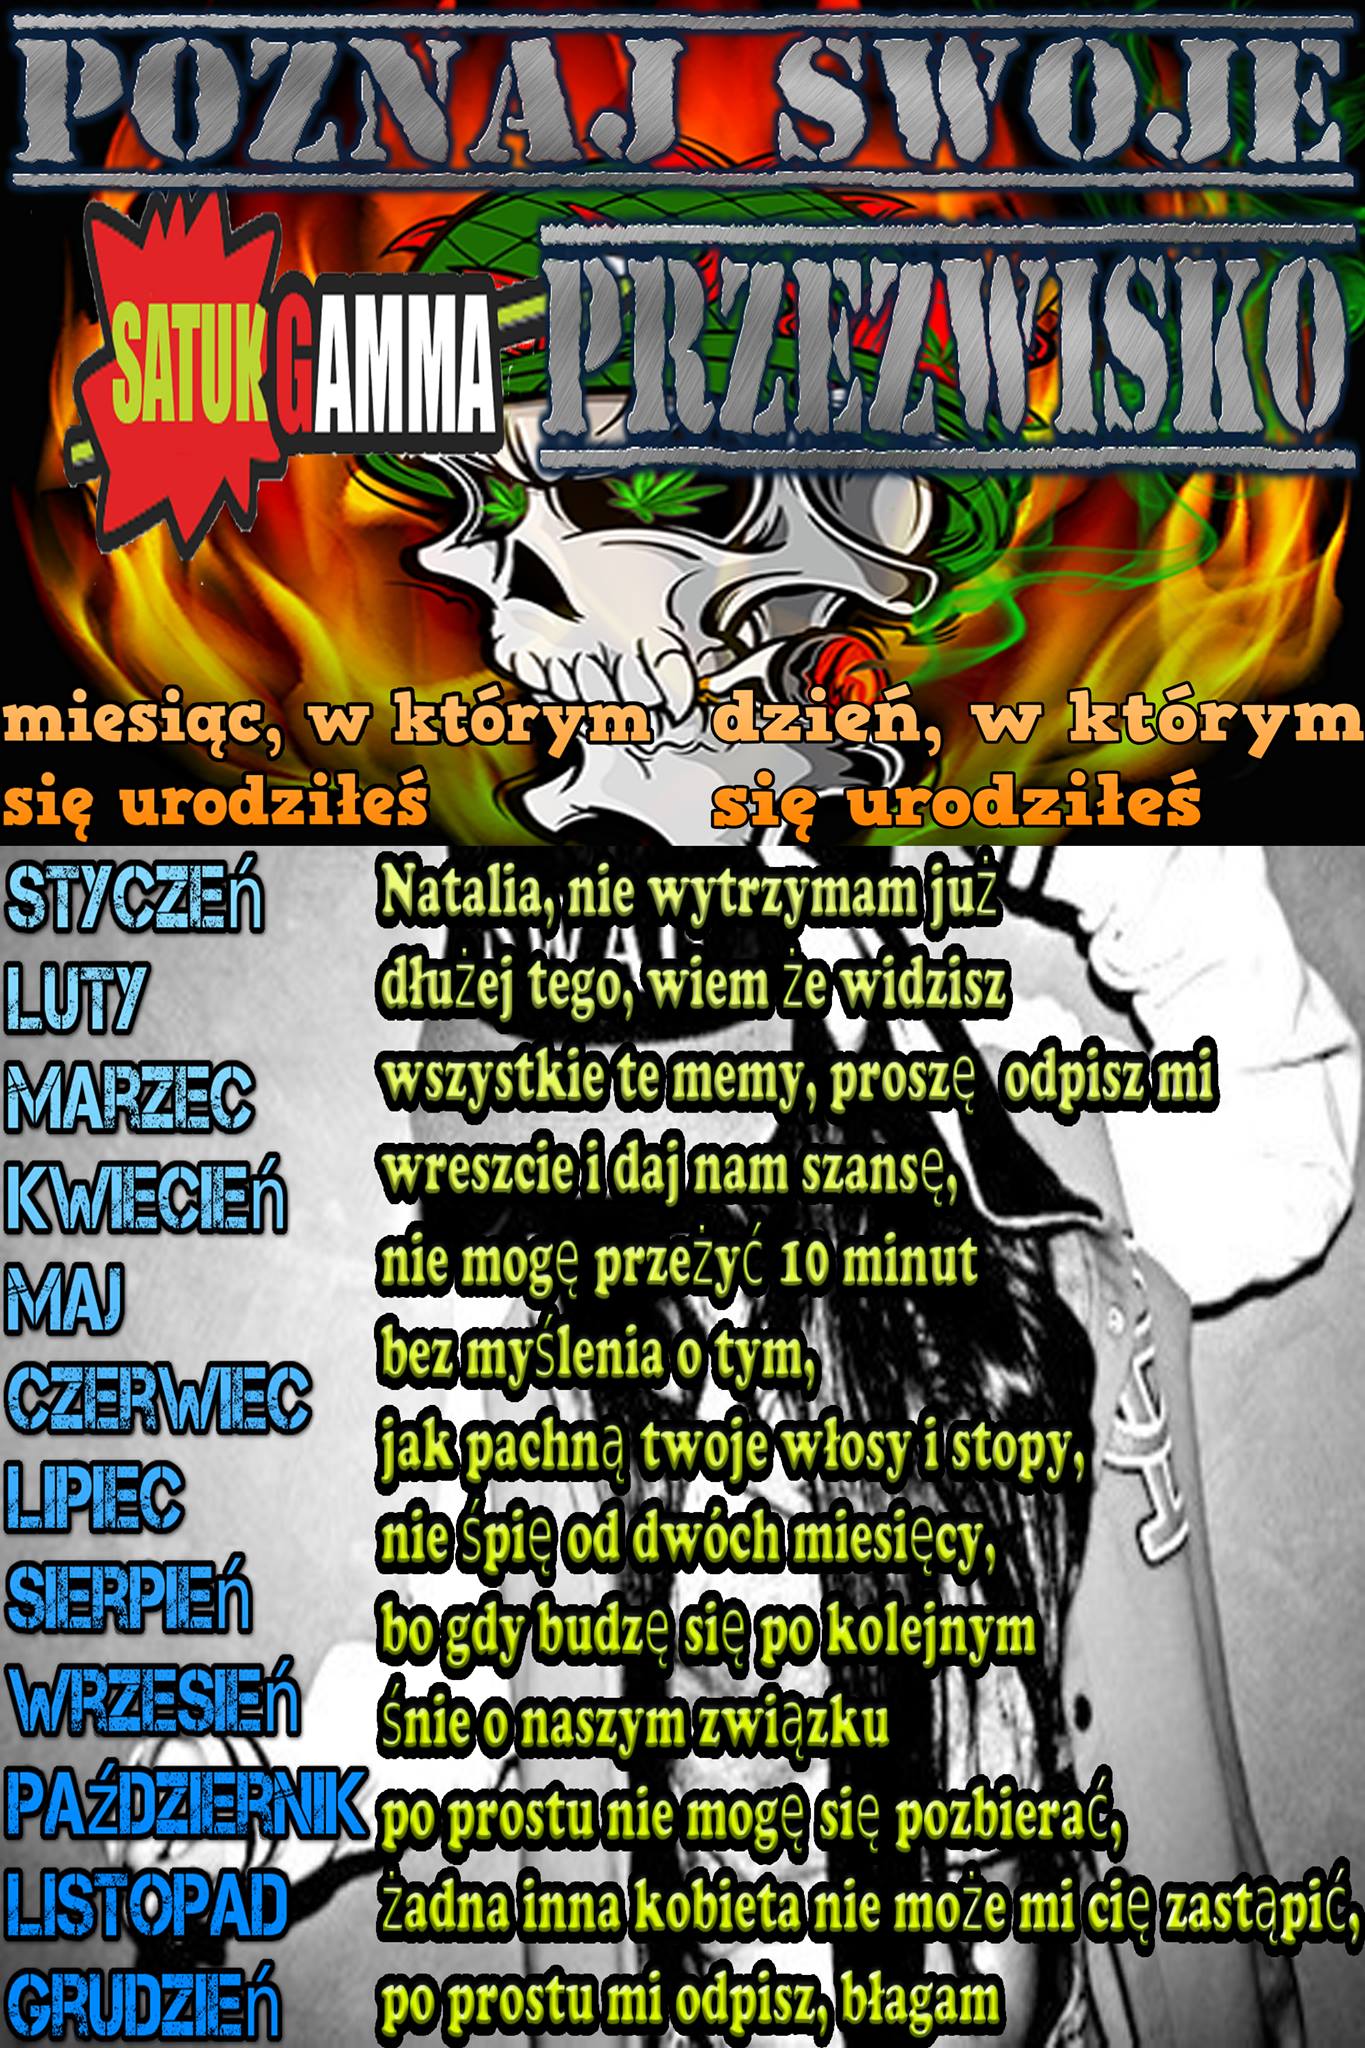 POZNAJ SWOJE
SATUK GAMMA
PRZEZWISKO
miesiąc, w którym
się urodziłeś
dzień, w którym
się urodziłeś
STYCZEń
LUTY
MARZEC
KWIECIEń
MAJ
CZERWIEC
LIPIEC
SIERPIEń
WRZESIEń
PAźDZIERNIK
LISTOPAD
GRUDZIEń
Natalia, nie wytrzymam już
dłużej tego, wiem że widzisz
wszystkie te memy, proszę odpisz mi
wreszcie i daj nam szansę,
nie mogę przeżyć 10 minut
bez myślenia o tym,
jak pachną twoje włosy i stopy,
nie śpię od dwóch miesięcy,
bo gdy budzę się po kolejnym
śnie o naszym związku
po prostu nie mogę się pozbierać,
żadna inna kobieta nie może mi cię zastąpić,
po prostu mi odpisz, błagam